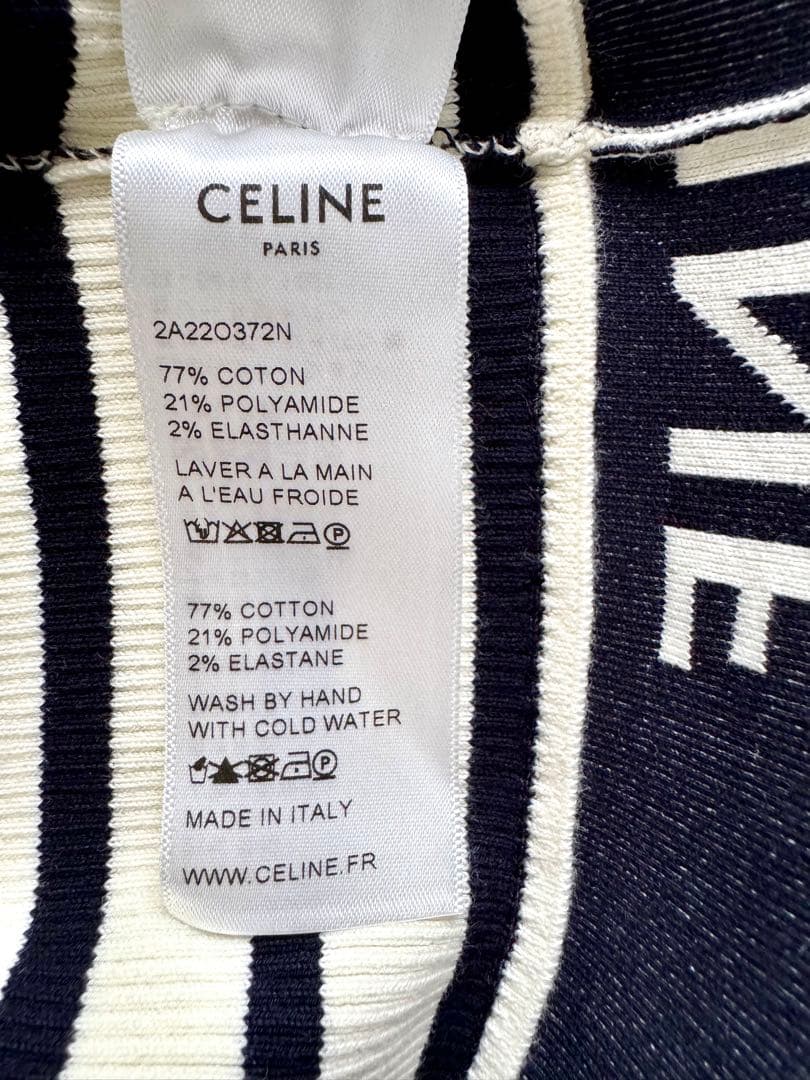 CELINE
PARIS
2A22O372N
77% COTON
21% POLYAMIDE
2% ELASTHANNE
LAVER A LA MAIN
A L'EAU FROIDE
P
77% COTTON
21% POLYAMIDE
2% ELASTANE
WASH BY HAND
WITH COLD WATER
P
MADE IN ITALY
WWW.CELINE.FR